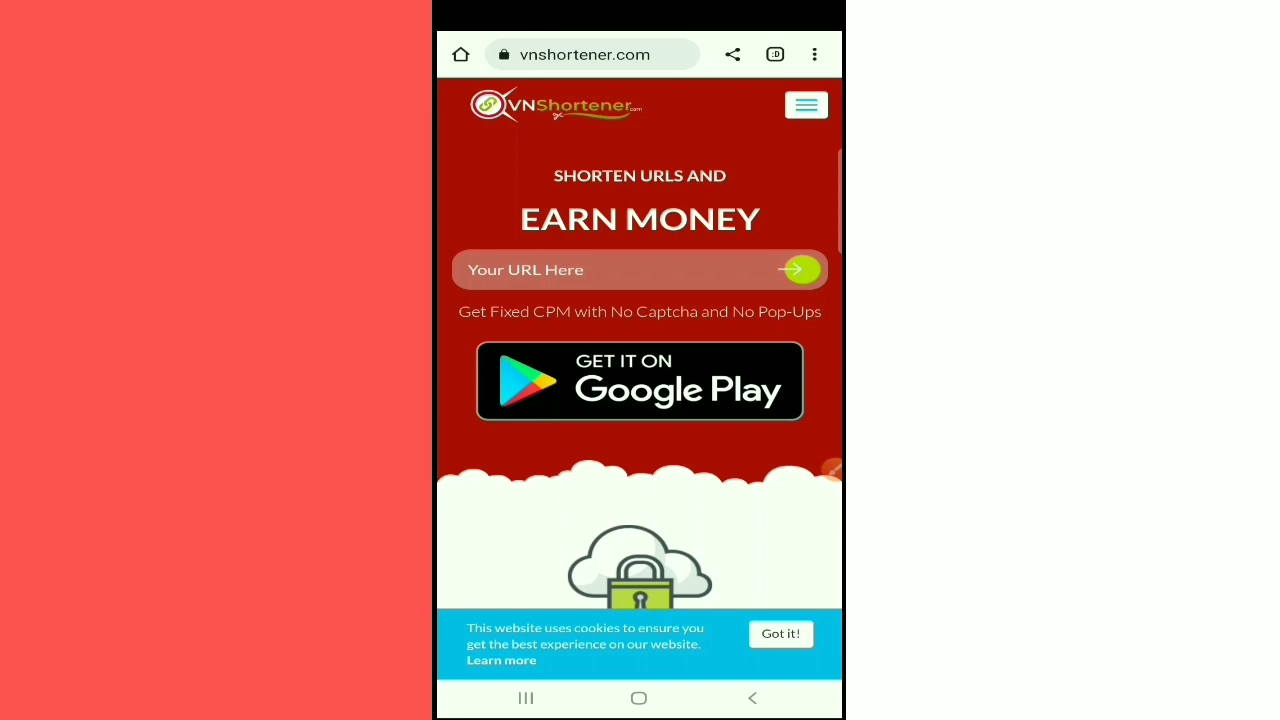 vnshortener.com
:D
VNShortener.com
SHORTEN URLS AND
EARN MONEY
Your URL Here
Get Fixed CPM with No Captcha and No Pop-Ups
GET IT ON
Google Play
This website uses cookies to ensure you
get the best experience on our website.
Learn more
Got it!